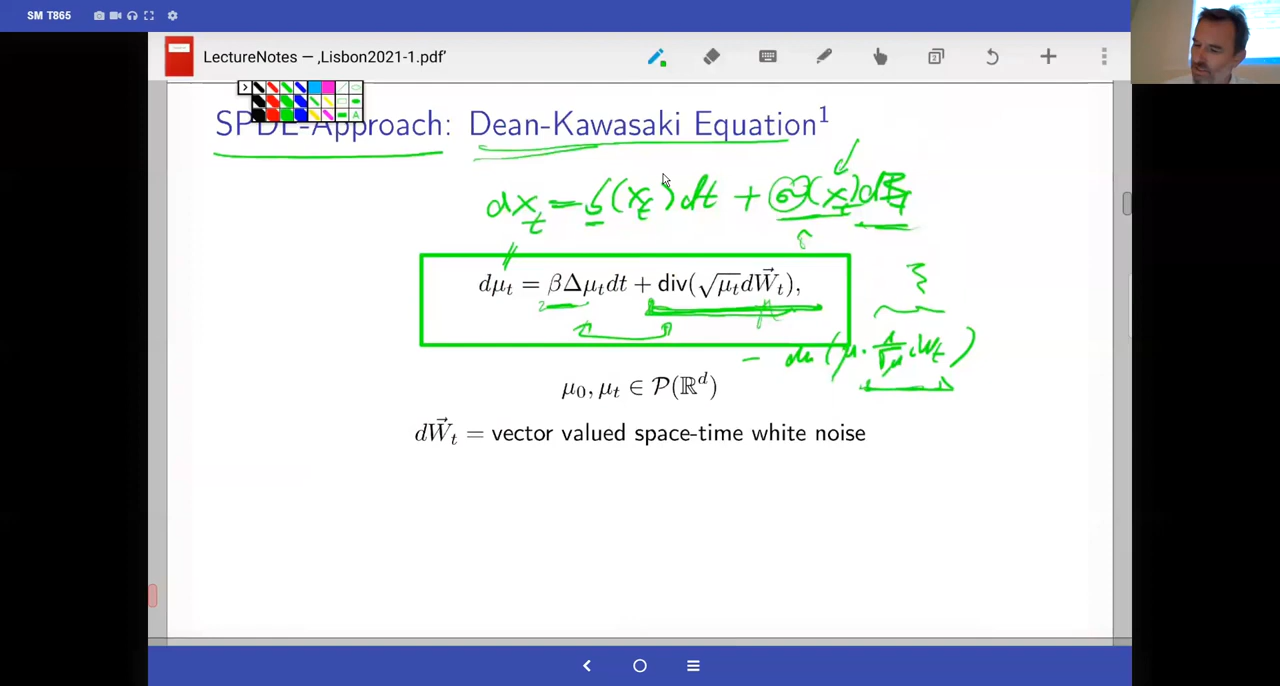 SM T865
LectureNotes — ‚Lisbon2021-1.pdf’
SPDE-Approach: Dean-Kawasaki Equation¹
dx_t = b(x_t)dt + σ(x_t)dB_t
dμ_t = βΔμ_t dt + div(√μ_t dW⃗_t),
ξ
μ_0, μ_t ∈ P(ℝ^d)
dW⃗_t = vector valued space-time white noise